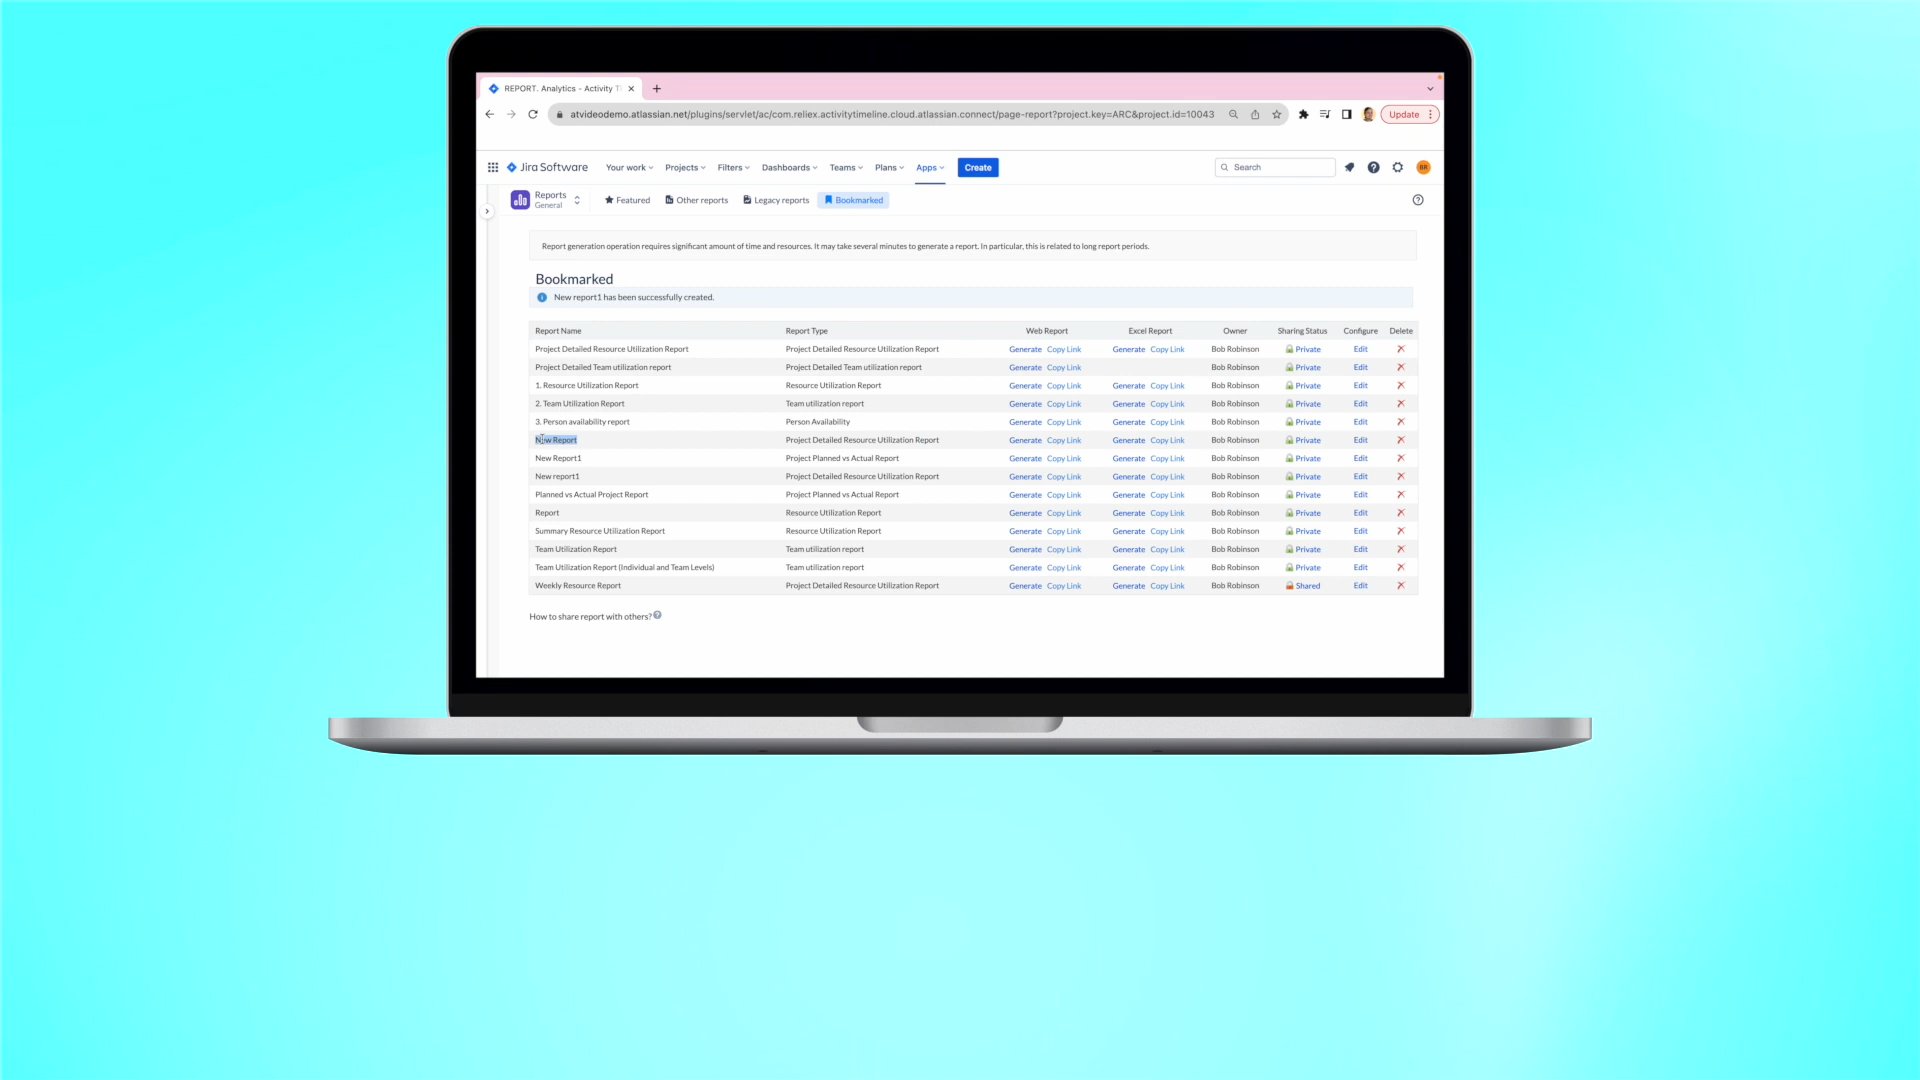 REPORT. Analytics - Activity T
atvideodemo.atlassian.net/plugins/servlet/ac/com.reliex.activitytimeline.cloud.atlassian.connect/page-report?project.key=ARC&project.id=10043
Update
Jira Software Your work Projects Filters Dashboards Teams Plans Apps Create Search BR
Reports
General
Featured Other reports Legacy reports Bookmarked
Report generation operation requires significant amount of time and resources. It may take several minutes to generate a report. In particular, this is related to long report periods.
Bookmarked
New report1 has been successfully created.
Report Name Report Type Web Report Excel Report Owner Sharing Status Configure Delete
Project Detailed Resource Utilization Report Project Detailed Resource Utilization Report Generate Copy Link Generate Copy Link Bob Robinson Private Edit
Project Detailed Team utilization report Project Detailed Team utilization report Generate Copy Link Bob Robinson Private Edit
1. Resource Utilization Report Resource Utilization Report Generate Copy Link Generate Copy Link Bob Robinson Private Edit
2. Team Utilization Report Team utilization report Generate Copy Link Generate Copy Link Bob Robinson Private Edit
3. Person availability report Person Availability Generate Copy Link Generate Copy Link Bob Robinson Private Edit
New Report Project Detailed Resource Utilization Report Generate Copy Link Generate Copy Link Bob Robinson Private Edit
New Report1 Project Planned vs Actual Report Generate Copy Link Generate Copy Link Bob Robinson Private Edit
New report1 Project Detailed Resource Utilization Report Generate Copy Link Generate Copy Link Bob Robinson Private Edit
Planned vs Actual Project Report Project Planned vs Actual Report Generate Copy Link Generate Copy Link Bob Robinson Private Edit
Report Resource Utilization Report Generate Copy Link Generate Copy Link Bob Robinson Private Edit
Summary Resource Utilization Report Resource Utilization Report Generate Copy Link Generate Copy Link Bob Robinson Private Edit
Team Utilization Report Team utilization report Generate Copy Link Generate Copy Link Bob Robinson Private Edit
Team Utilization Report (Individual and Team Levels) Team utilization report Generate Copy Link Generate Copy Link Bob Robinson Private Edit
Weekly Resource Report Project Detailed Resource Utilization Report Generate Copy Link Generate Copy Link Bob Robinson Shared Edit
How to share report with others?